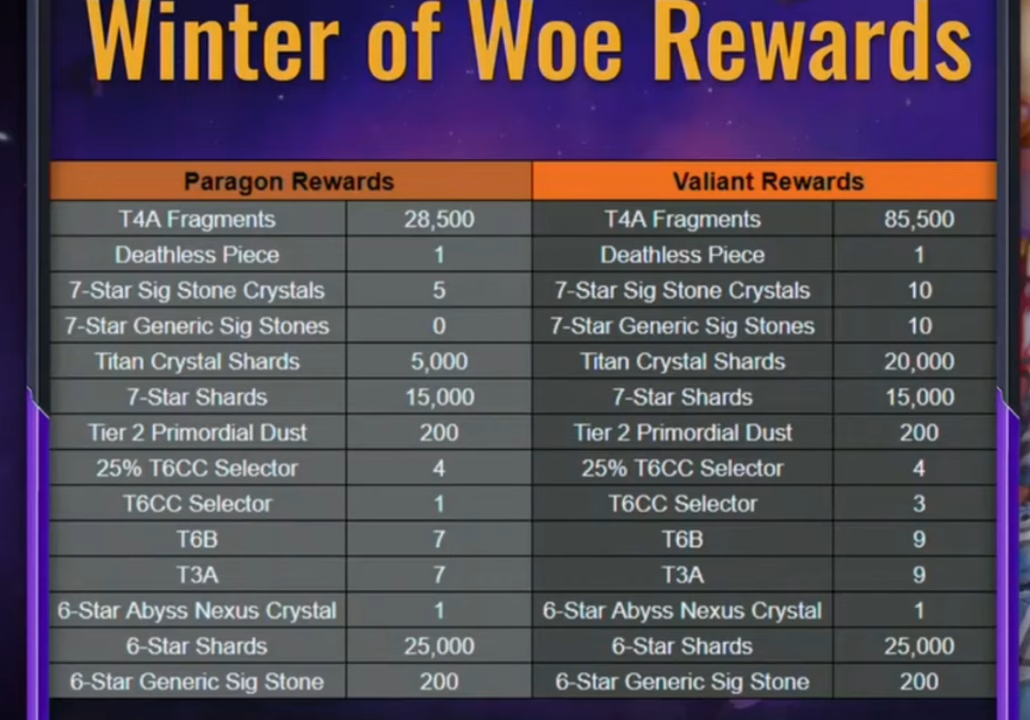 Winter of Woe Rewards
Paragon Rewards Valiant Rewards
T4A Fragments 28,500 T4A Fragments 85,500
Deathless Piece 1 Deathless Piece 1
7-Star Sig Stone Crystals 5 7-Star Sig Stone Crystals 10
7-Star Generic Sig Stones 0 7-Star Generic Sig Stones 10
Titan Crystal Shards 5,000 Titan Crystal Shards 20,000
7-Star Shards 15,000 7-Star Shards 15,000
Tier 2 Primordial Dust 200 Tier 2 Primordial Dust 200
25% T6CC Selector 4 25% T6CC Selector 4
T6CC Selector 1 T6CC Selector 3
T6B 7 T6B 9
T3A 7 T3A 9
6-Star Abyss Nexus Crystal 1 6-Star Abyss Nexus Crystal 1
6-Star Shards 25,000 6-Star Shards 25,000
6-Star Generic Sig Stone 200 6-Star Generic Sig Stone 200